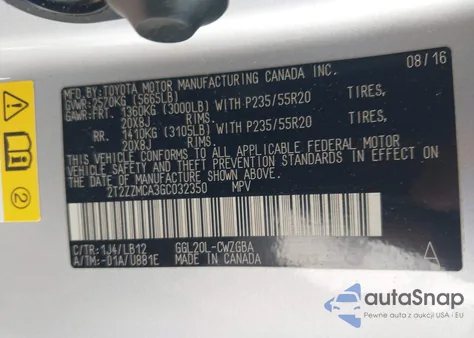 MFD.BY:TOYOTA MOTOR MANUFACTURING CANADA INC. 08/16
GVWR: 2570KG (5665LB)
GAWR:FRT. 1360KG (3000LB) WITH P235/55R20 TIRES,
20X8J RIMS.
RR. 1410KG (3105LB) WITH P235/55R20 TIRES,
20X8J RIMS.
THIS VEHICLE CONFORMS TO ALL APPLICABLE FEDERAL MOTOR
VEHICLE SAFETY AND THEFT PREVENTION STANDARDS IN EFFECT
ON THE DATE OF MANUFACTURE SHOWN ABOVE.
2T2ZZMCA3GC032350 MPV
C/TR:1J4/LB12 GGL20L-CWZGBA
A/TM:-01A/U881E MADE IN CANADA A
2
autoSnap
Pewne auta z aukcji USA i EU